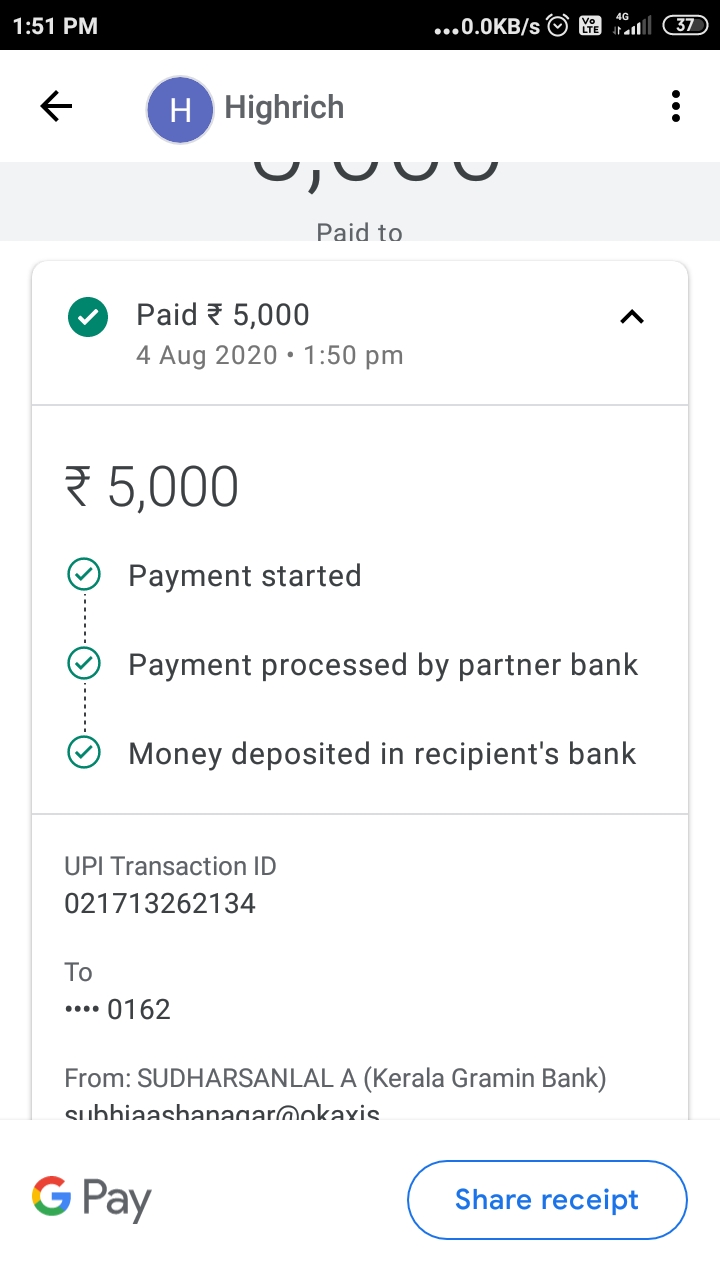 1:51 PM
...0.0KB/s Vo LTE 4G 37
H Highrich
Paid to
Paid ₹ 5,000
4 Aug 2020 • 1:50 pm
₹ 5,000
Payment started
Payment processed by partner bank
Money deposited in recipient's bank
UPI Transaction ID
021713262134
To
•••• 0162
From: SUDHARSANLAL A (Kerala Gramin Bank)
subhiaashanagar@okaxis
G Pay
Share receipt